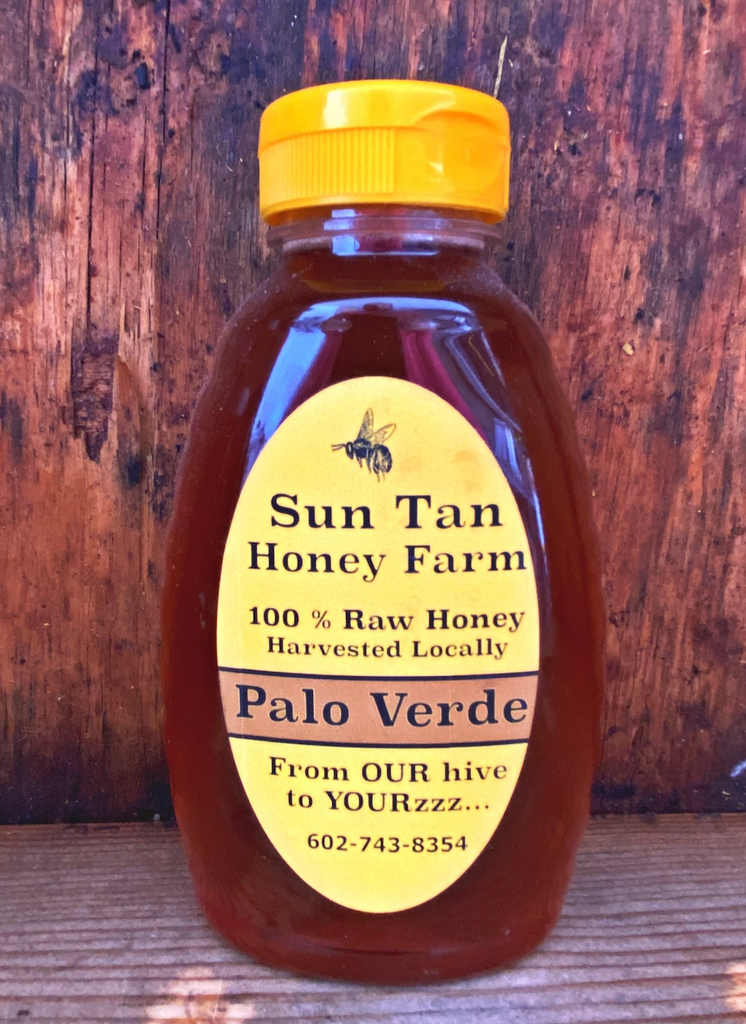 Sun Tan
Honey Farm
100 % Raw Honey
Harvested Locally
Palo Verde
From OUR hive
to YOURzzz...
602-743-8354